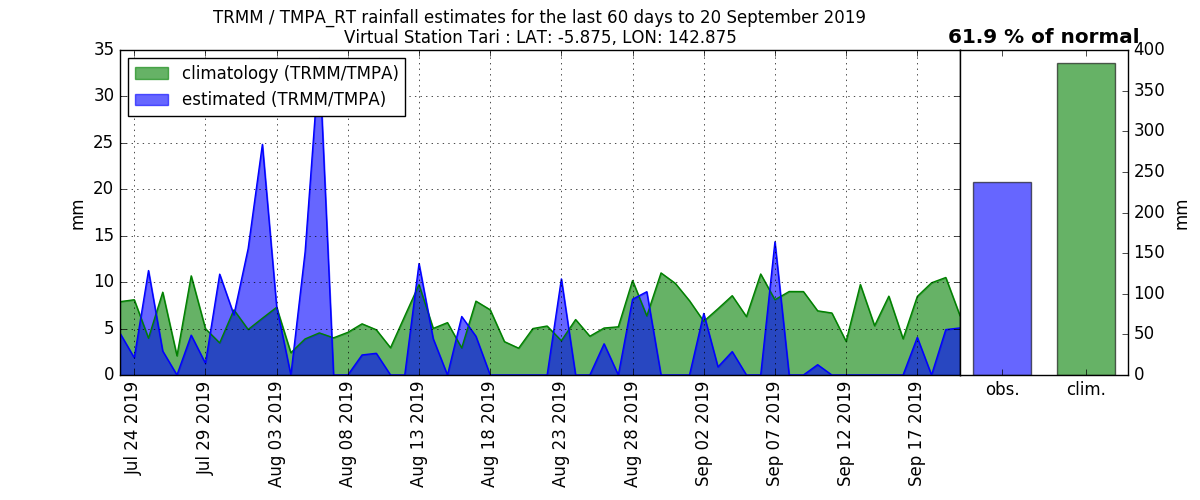 TRMM / TMPA_RT rainfall estimates for the last 60 days to 20 September 2019
Virtual Station Tari : LAT: -5.875, LON: 142.875
61.9 % of normal
climatology (TRMM/TMPA)
estimated (TRMM/TMPA)
35
30
25
20
15
10
5
0
mm
Jul 24 2019
Jul 29 2019
Aug 03 2019
Aug 08 2019
Aug 13 2019
Aug 18 2019
Aug 23 2019
Aug 28 2019
Sep 02 2019
Sep 07 2019
Sep 12 2019
Sep 17 2019
400
350
300
250
200
150
100
50
0
mm
obs.
clim.